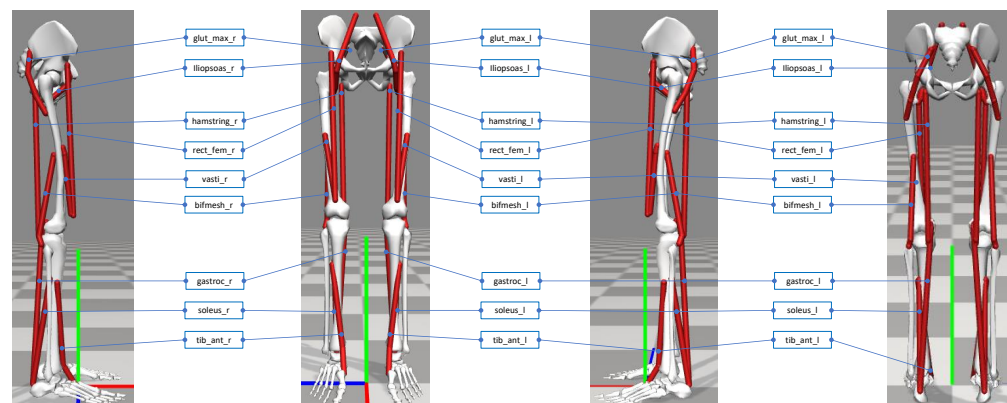 glut_max_r
glut_max_l
glut_max_l
Iliopsoas_r
Iliopsoas_l
Iliopsoas_l
hamstring_r
hamstring_l
hamstring_l
rect_fem_r
rect_fem_l
rect_fem_l
vasti_r
vasti_l
vasti_l
bifmesh_r
bifmesh_l
bifmesh_l
gastroc_r
gastroc_l
gastroc_l
soleus_r
soleus_l
soleus_l
tib_ant_r
tib_ant_l
tib_ant_l